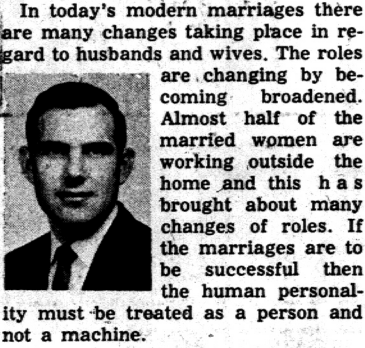 In today's modern marriages there
are many changes taking place in re-
gard to husbands and wives. The roles
are changing by be-
coming broadened.
Almost half of the
married women are
working outside the
home and this has
brought about many
changes of roles. If
the marriages are to
be successful then
the human personal-
ity must be treated as a person and
not a machine.